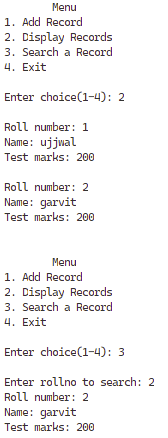 Menu
1. Add Record
2. Display Records
3. Search a Record
4. Exit
Enter choice(1-4): 2
Roll number: 1
Name: ujjwal
Test marks: 200
Roll number: 2
Name: garvit
Test marks: 200
Menu
1. Add Record
2. Display Records
3. Search a Record
4. Exit
Enter choice(1-4): 3
Enter rollno to search: 2
Roll number: 2
Name: garvit
Test marks: 200